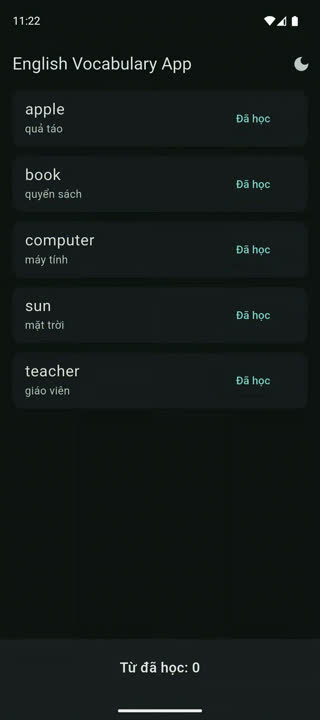 11:22
English Vocabulary App
apple
quả táo
Đã học
book
quyển sách
Đã học
computer
máy tính
Đã học
sun
mặt trời
Đã học
teacher
giáo viên
Đã học
Từ đã học: 0